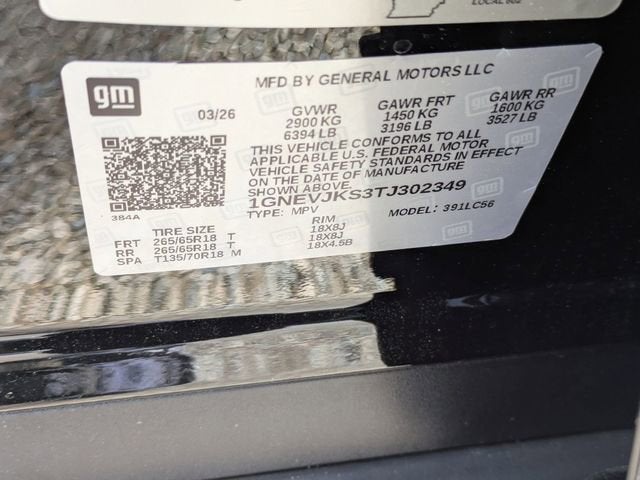 LOCAL 602
gm
MFD BY GENERAL MOTORS LLC
03/26
GVWR GAWR FRT GAWR RR
2900 KG 1450 KG 1600 KG
6394 LB 3196 LB 3527 LB
THIS VEHICLE CONFORMS TO ALL
APPLICABLE U.S. FEDERAL MOTOR
VEHICLE SAFETY STANDARDS IN EFFECT
ON THE DATE OF MANUFACTURE
SHOWN ABOVE.
1GNEVJKS3TJ302349
TYPE: MPV MODEL: 391LC56
384A
TIRE SIZE RIM
FRT 265/65R18 T 18X8J
RR 265/65R18 T 18X8J
SPA T135/70R18 M 18X4.5B